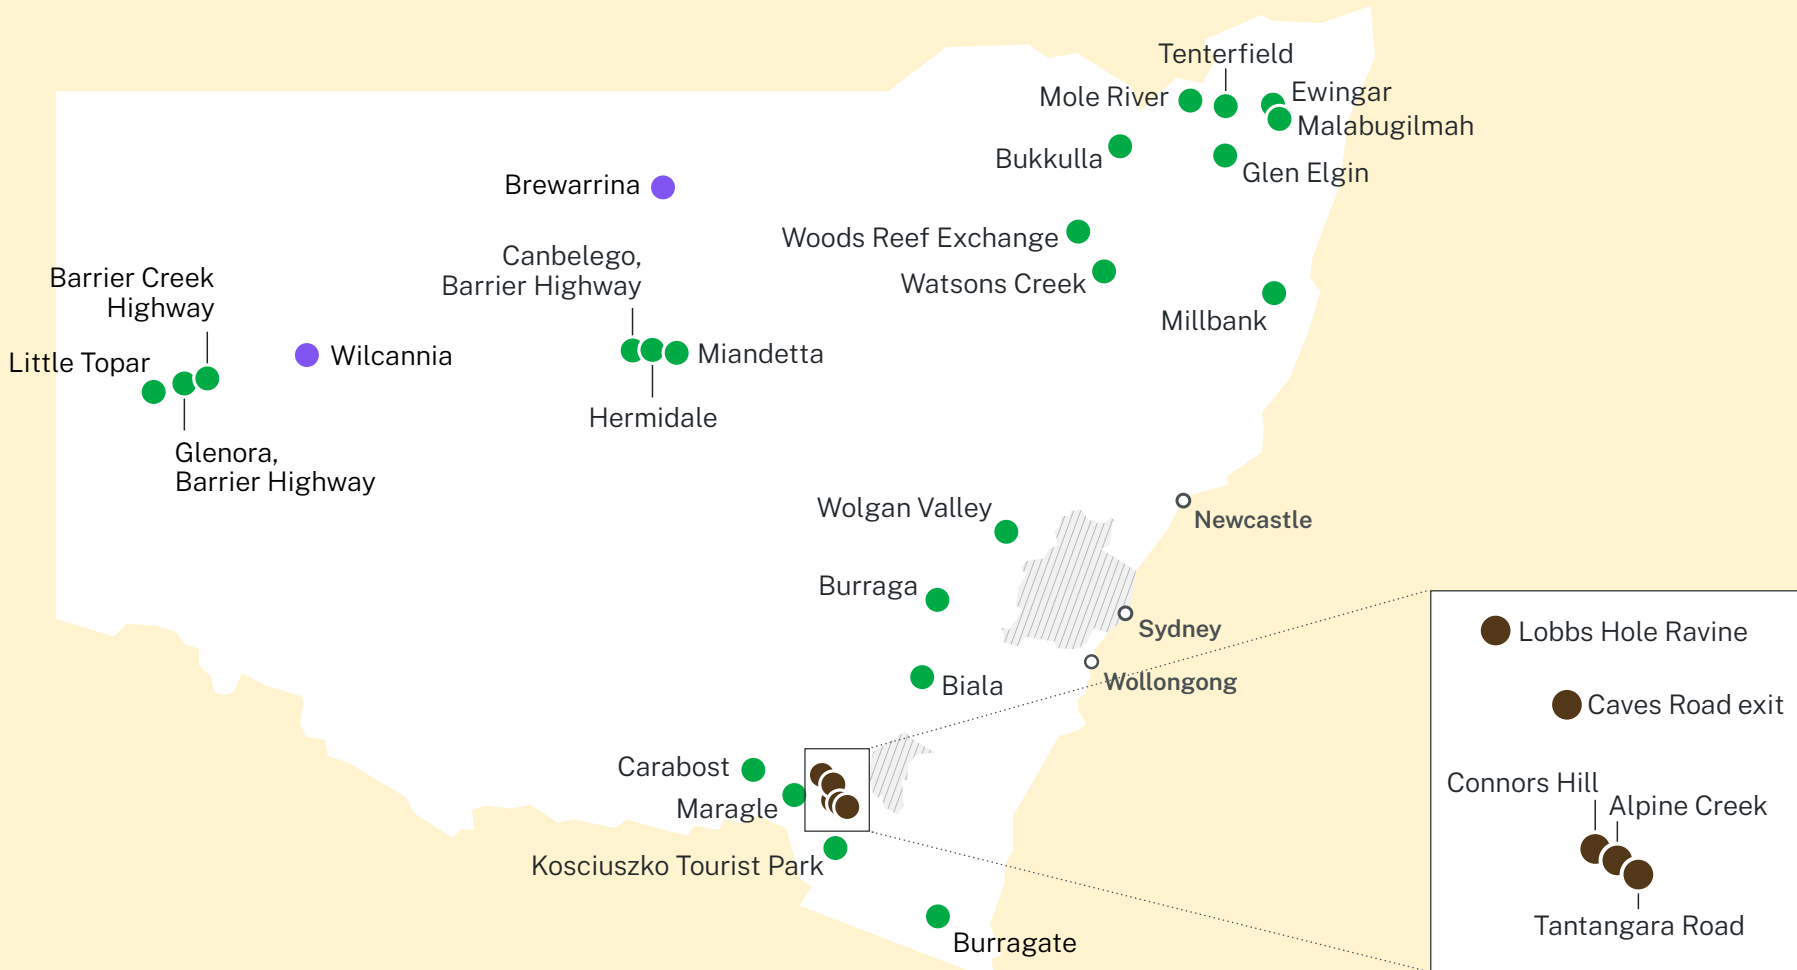 Tenterfield
Mole River
Ewingar
Malabugilmah
Bukkulla
Glen Elgin
Brewarrina
Woods Reef Exchange
Canbelego,
Barrier Highway
Watsons Creek
Barrier Creek
Highway
Millbank
Little Topar
Wilcannia
Miandetta
Hermidale
Glenora,
Barrier Highway
Wolgan Valley
Newcastle
Burraga
Sydney
Lobbs Hole Ravine
Biala
Wollongong
Caves Road exit
Carabost
Maragle
Connors Hill
Alpine Creek
Kosciuszko Tourist Park
Tantangara Road
Burragate